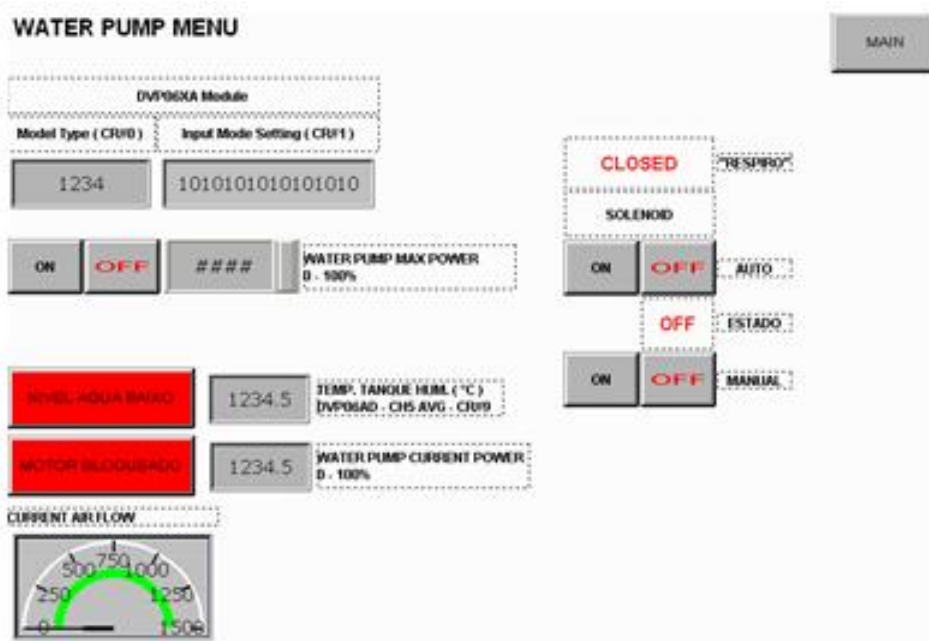 WATER PUMP MENU
MAIN
DVP06XA Module
Model Type ( CR#0 )
Input Mode Setting ( CR#1 )
1234
1010101010101010
CLOSED
"RESPIRO"
SOLENOID
ON
OFF
####
WATER PUMP MAX POWER
0 - 100%
ON
OFF
AUTO
OFF
ESTADO
ON
OFF
MANUAL
NIVEL AGUA BAIXO
1234.5
TEMP. TANQUE HUM. ( °C )
DVP06AD - CH5 AVG - CR#9
MOTOR BLOQUEADO
1234.5
WATER PUMP CURRENT POWER
0 - 100%
CURRENT AIR FLOW
0
250
500
750
1000
1250
1500